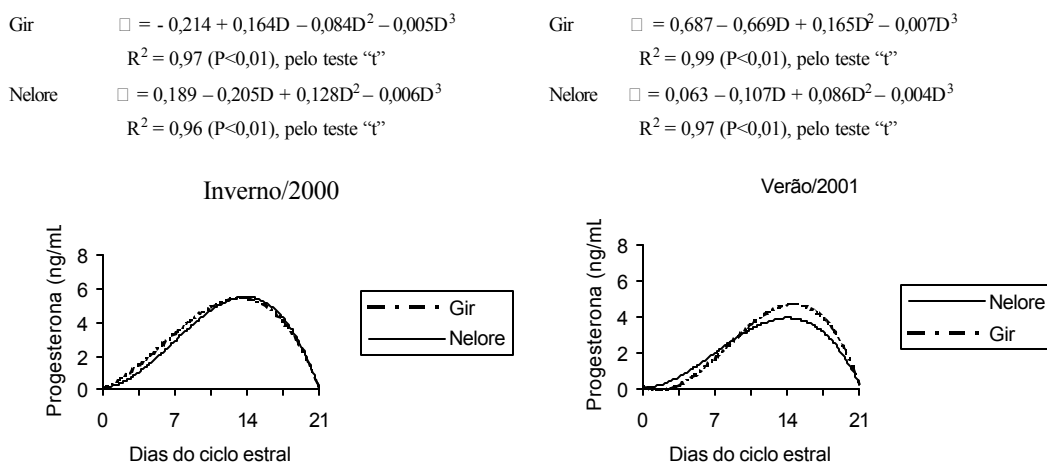 Gir □ = - 0,214 + 0,164D – 0,084D² – 0,005D³
R² = 0,97 (P<0,01), pelo teste “t”
Nelore □ = 0,189 – 0,205D + 0,128D² – 0,006D³
R² = 0,96 (P<0,01), pelo teste “t”
Gir □ = 0,687 – 0,669D + 0,165D² – 0,007D³
R² = 0,99 (P<0,01), pelo teste “t”
Nelore □ = 0,063 – 0,107D + 0,086D² – 0,004D³
R² = 0,97 (P<0,01), pelo teste “t”
Inverno/2000
Progesterona (ng/mL
8
6
4
2
0
0 7 14 21
Dias do ciclo estral
Gir
Nelore
Verão/2001
Progesterona (ng/mL
8
6
4
2
0
0 7 14 21
Dias do ciclo estral
Nelore
Gir